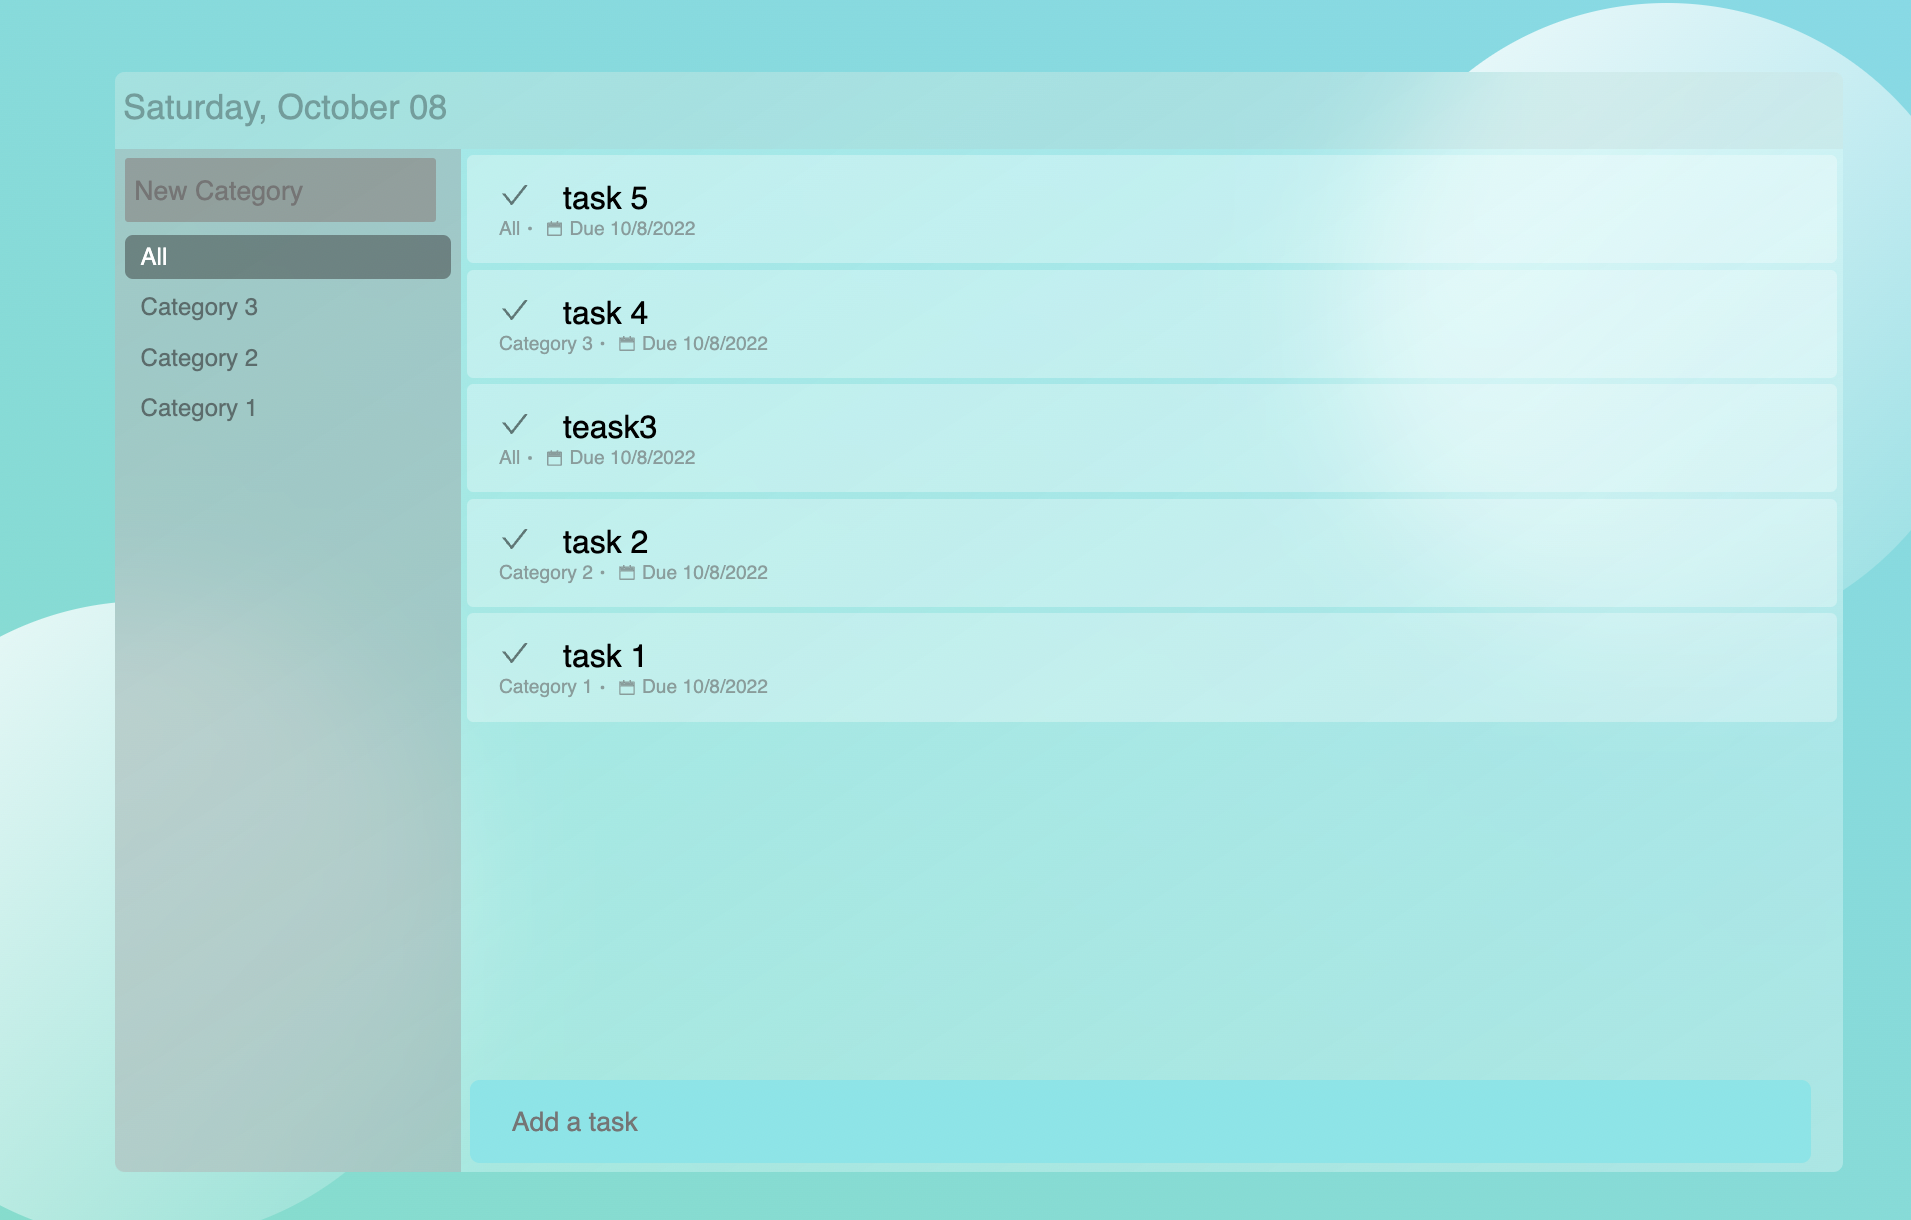 Saturday, October 08
New Category
All
Category 3
Category 2
Category 1
task 5
All • Due 10/8/2022
task 4
Category 3 • Due 10/8/2022
teask3
All • Due 10/8/2022
task 2
Category 2 • Due 10/8/2022
task 1
Category 1 • Due 10/8/2022
Add a task